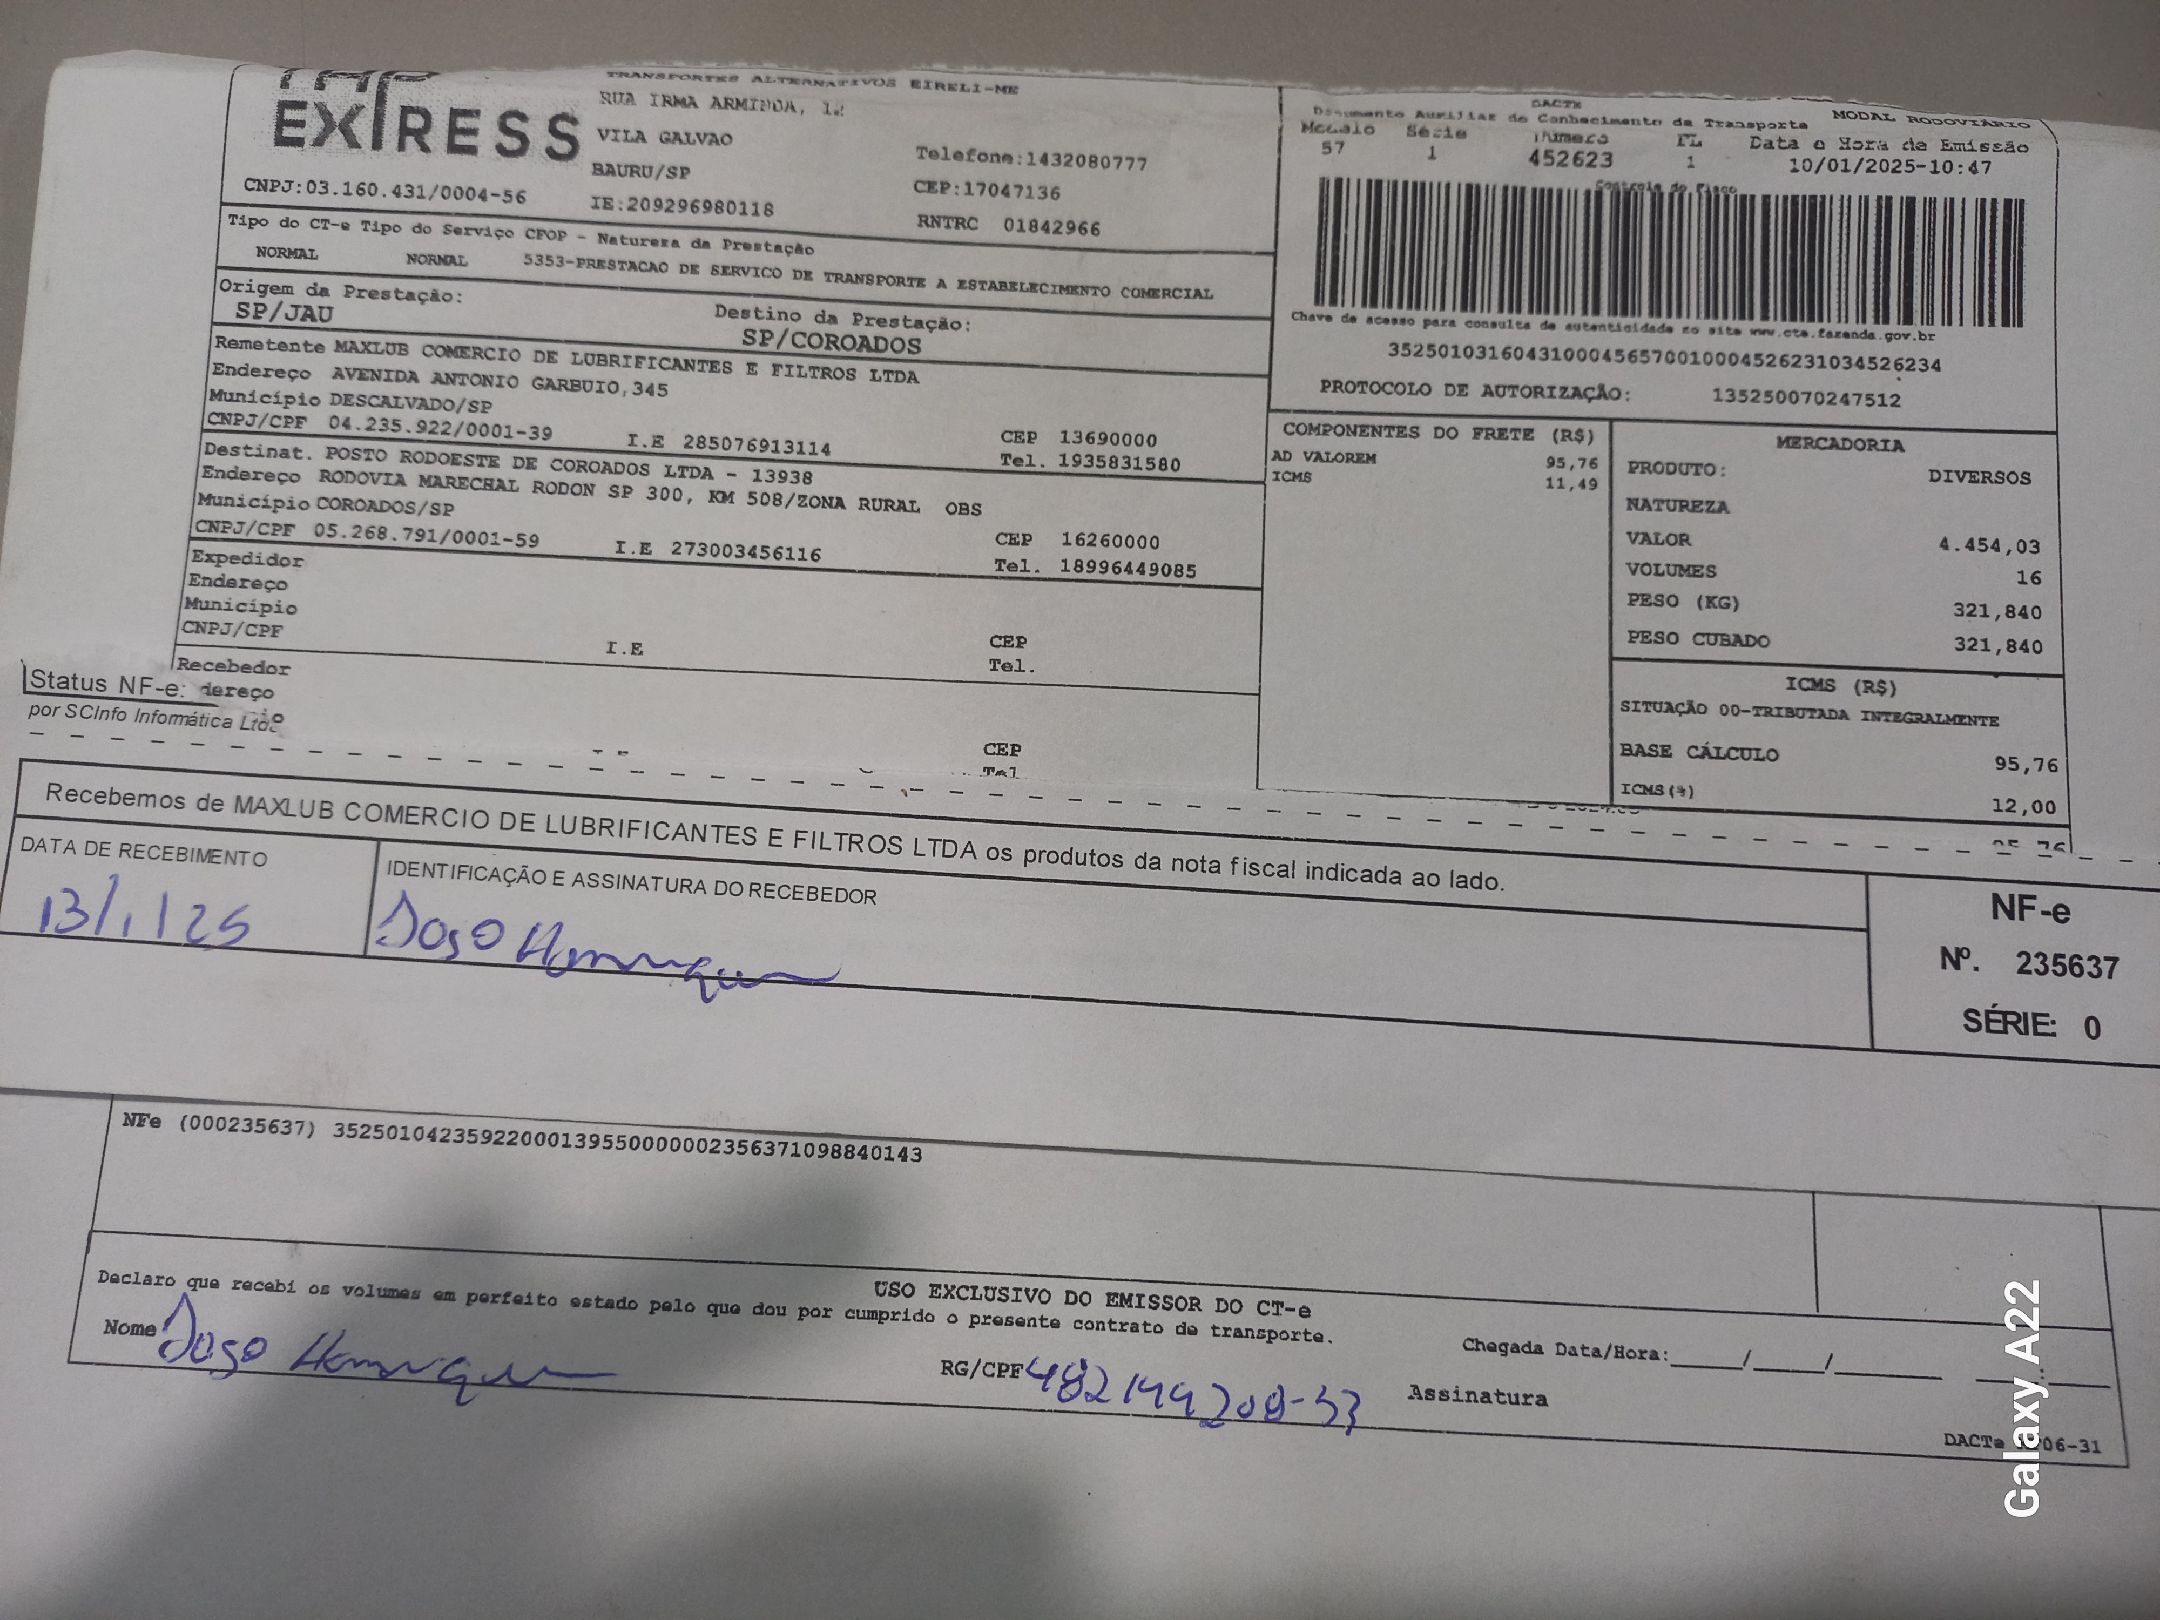 EXPRESS
TRANSPORTES ALTERNATIVOS EIRELI-ME
RUA IRMA ARMINDA, 12
VILA GALVAO
BAURU/SP
Telefone:1432080777
CEP:17047136
CNPJ:03.160.431/0004-56
IE:209296980118
RNTRC 01842966
DACTE
Documento Auxiliar do Conhecimento de Transporte
MODAL RODOVIÁRIO
Modelo Série Número FL Data e Hora de Emissão
57 1 452623 1 10/01/2025-10:47
Controle do Fisco
Chave de acesso para consulta de autenticidade no site www.cte.fazenda.gov.br
35250103160431000456570010004526231034526234
PROTOCOLO DE AUTORIZAÇÃO: 135250070247512
Tipo do CT-e Tipo do Serviço CFOP - Natureza da Prestação
NORMAL NORMAL 5353-PRESTACAO DE SERVICO DE TRANSPORTE A ESTABELECIMENTO COMERCIAL
Origem da Prestação: Destino da Prestação:
SP/JAU SP/COROADOS
Remetente MAXLUB COMERCIO DE LUBRIFICANTES E FILTROS LTDA
Endereço AVENIDA ANTONIO GARBUIO,345
Município DESCALVADO/SP CEP 13690000
CNPJ/CPF 04.235.922/0001-39 I.E 285076913114 Tel. 1935831580
Destinat. POSTO RODOESTE DE COROADOS LTDA - 13938
Endereço RODOVIA MARECHAL RODON SP 300, KM 508/ZONA RURAL OBS
Município COROADOS/SP CEP 16260000
CNPJ/CPF 05.268.791/0001-59 I.E 273003456116 Tel. 18996449085
Expedidor
Endereço
Município CEP
CNPJ/CPF I.E Tel.
Recebedor
dereço
CEP
Tel
COMPONENTES DO FRETE (R$)
AD VALOREM 95,76
ICMS 11,49
MERCADORIA
PRODUTO: DIVERSOS
NATUREZA
VALOR 4.454,03
VOLUMES 16
PESO (KG) 321,840
PESO CUBADO 321,840
ICMS (R$)
SITUAÇÃO 00-TRIBUTADA INTEGRALMENTE
BASE CÁLCULO 95,76
ICMS(%) 12,00
Status NF-e:
por SCInfo Informática Ltda
Recebemos de MAXLUB COMERCIO DE LUBRIFICANTES E FILTROS LTDA os produtos da nota fiscal indicada ao lado.
DATA DE RECEBIMENTO
13/1/25
IDENTIFICAÇÃO E ASSINATURA DO RECEBEDOR
NF-e
Nº. 235637
SÉRIE: 0
NFe (000235637) 35250104235922000139550000002356371098840143
USO EXCLUSIVO DO EMISSOR DO CT-e
Declaro que recebi os volumes em perfeito estado pelo que dou por cumprido o presente contrato de transporte.
Nome
RG/CPF 482144208-33
Chegada Data/Hora:_____/_____/_____
Assinatura
DACTe 06-31
Galaxy A22